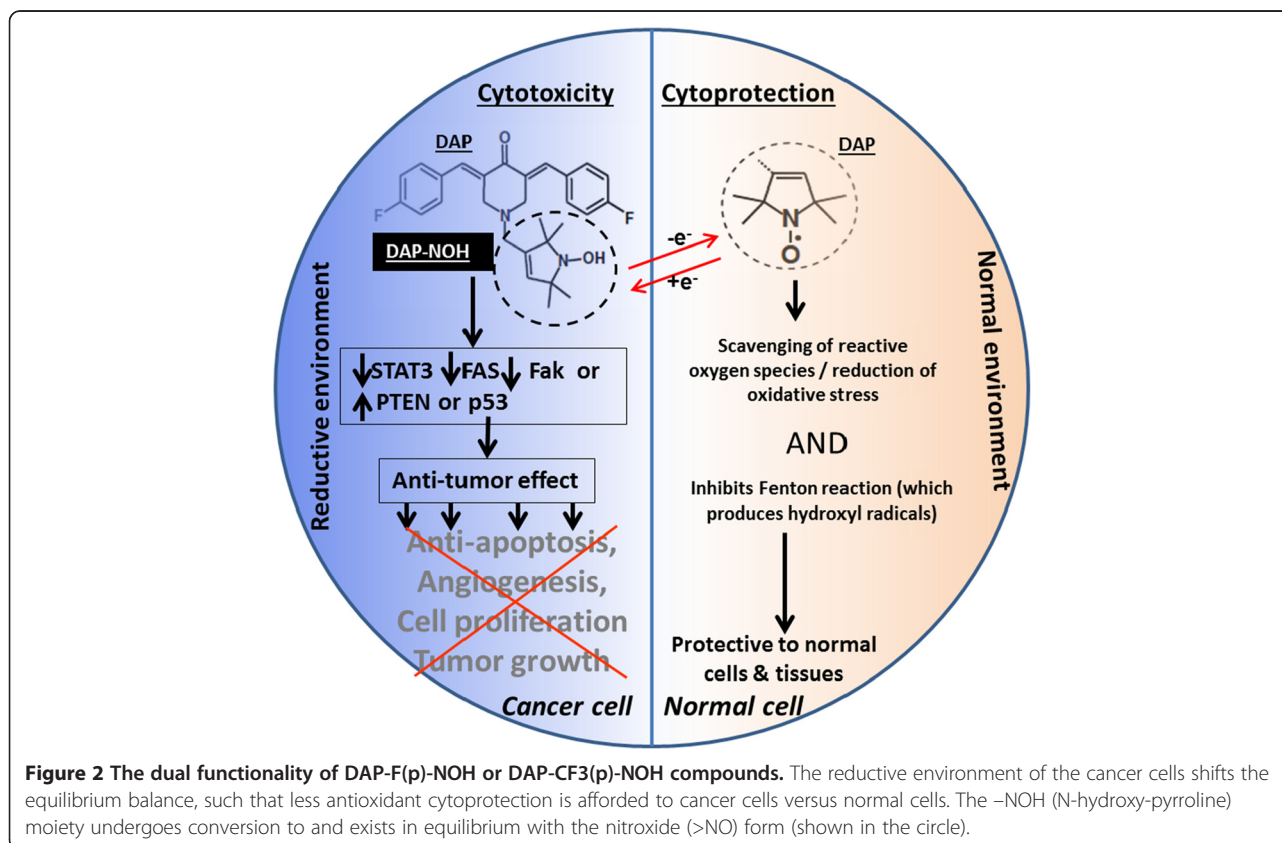 Cytotoxicity
DAP
O
F
F
N
DAP-NOH
N-OH
Reductive environment
STAT3 FAS Fak or
PTEN or p53
Anti-tumor effect
Anti-apoptosis,
Angiogenesis,
Cell proliferation
Tumor growth
Cancer cell
-e-
+e-
Cytoprotection
DAP
N
O
Normal environment
Scavenging of reactive
oxygen species / reduction of
oxidative stress
AND
Inhibits Fenton reaction (which
produces hydroxyl radicals)
Protective to normal
cells & tissues
Normal cell
Figure 2 The dual functionality of DAP-F(p)-NOH or DAP-CF3(p)-NOH compounds. The reductive environment of the cancer cells shifts the
equilibrium balance, such that less antioxidant cytoprotection is afforded to cancer cells versus normal cells. The –NOH (N-hydroxy-pyrroline)
moiety undergoes conversion to and exists in equilibrium with the nitroxide (>NO) form (shown in the circle).